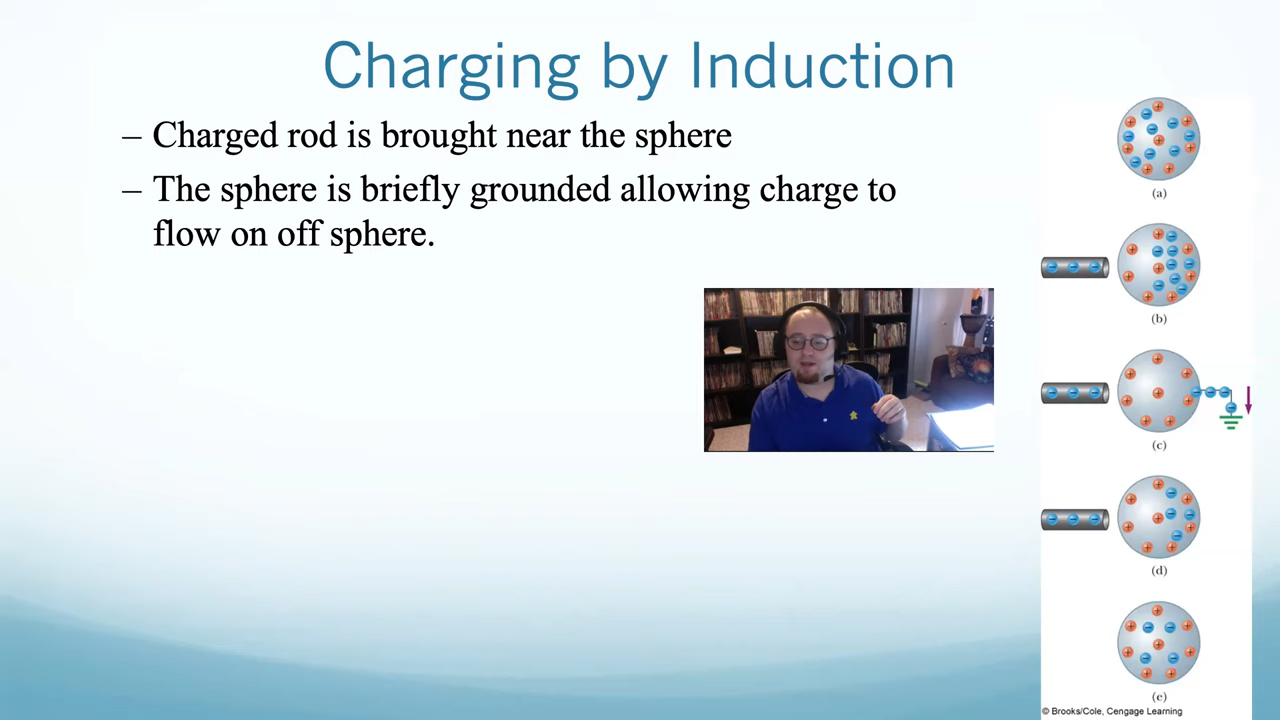 Charging by Induction
– Charged rod is brought near the sphere
– The sphere is briefly grounded allowing charge to
flow on off sphere.
(a)
(b)
(c)
(d)
(e)
© Brooks/Cole, Cengage Learning